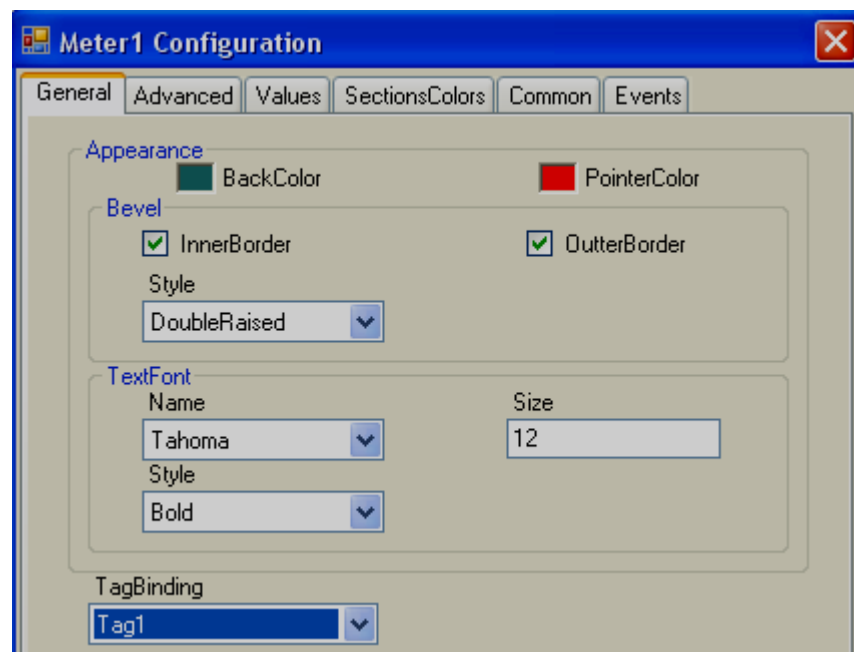 Meter1 Configuration
General Advanced Values SectionsColors Common Events
Appearance
BackColor PointerColor
Bevel
InnerBorder OutterBorder
Style
DoubleRaised
TextFont
Name Size
Tahoma 12
Style
Bold
TagBinding
Tag1